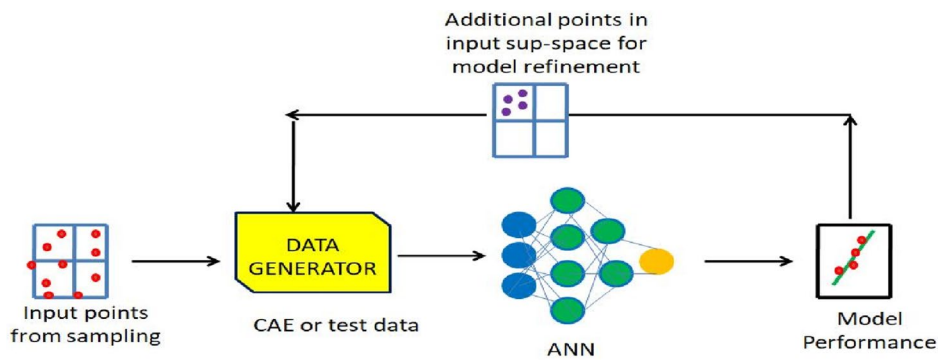 Additional points in
input sup-space for
model refinement
DATA
GENERATOR
Input points
from sampling
CAE or test data
ANN
Model
Performance